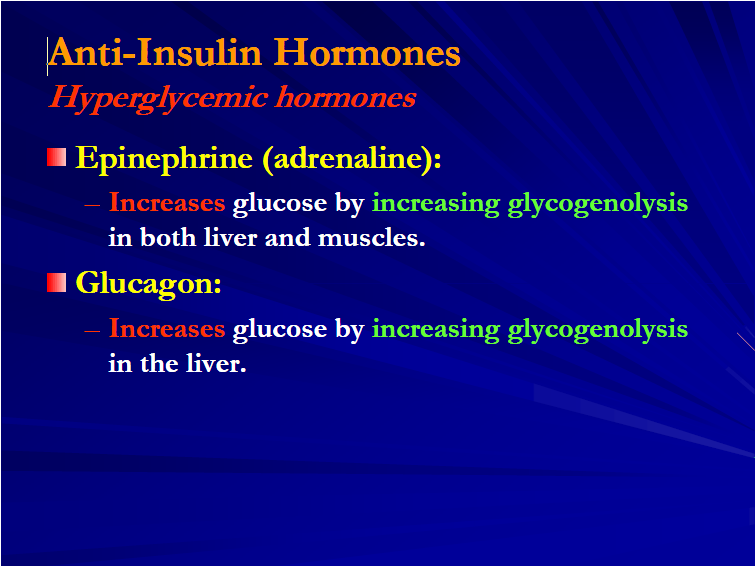 Anti-Insulin Hormones
Hyperglycemic hormones
Epinephrine (adrenaline):
– Increases glucose by increasing glycogenolysis
in both liver and muscles.
Glucagon:
– Increases glucose by increasing glycogenolysis
in the liver.